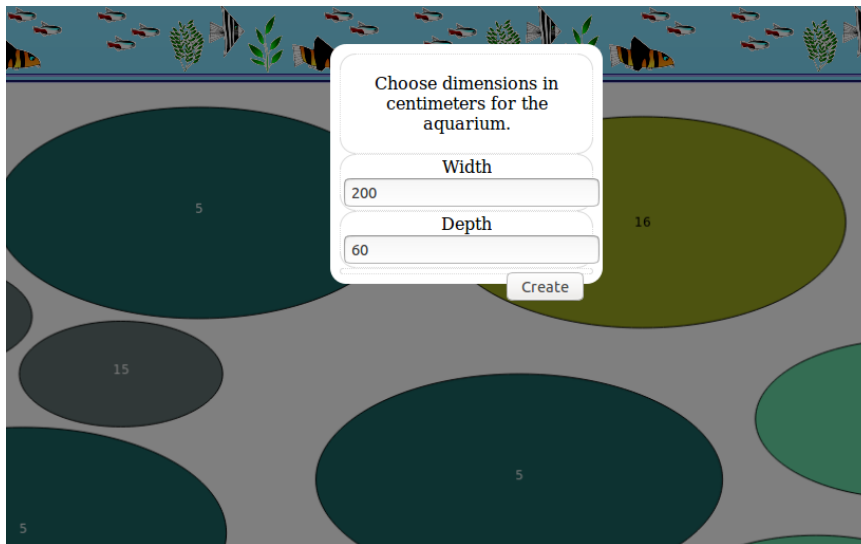 Choose dimensions in
centimeters for the
aquarium.
Width
200
Depth
60
Create
5
16
15
5
5